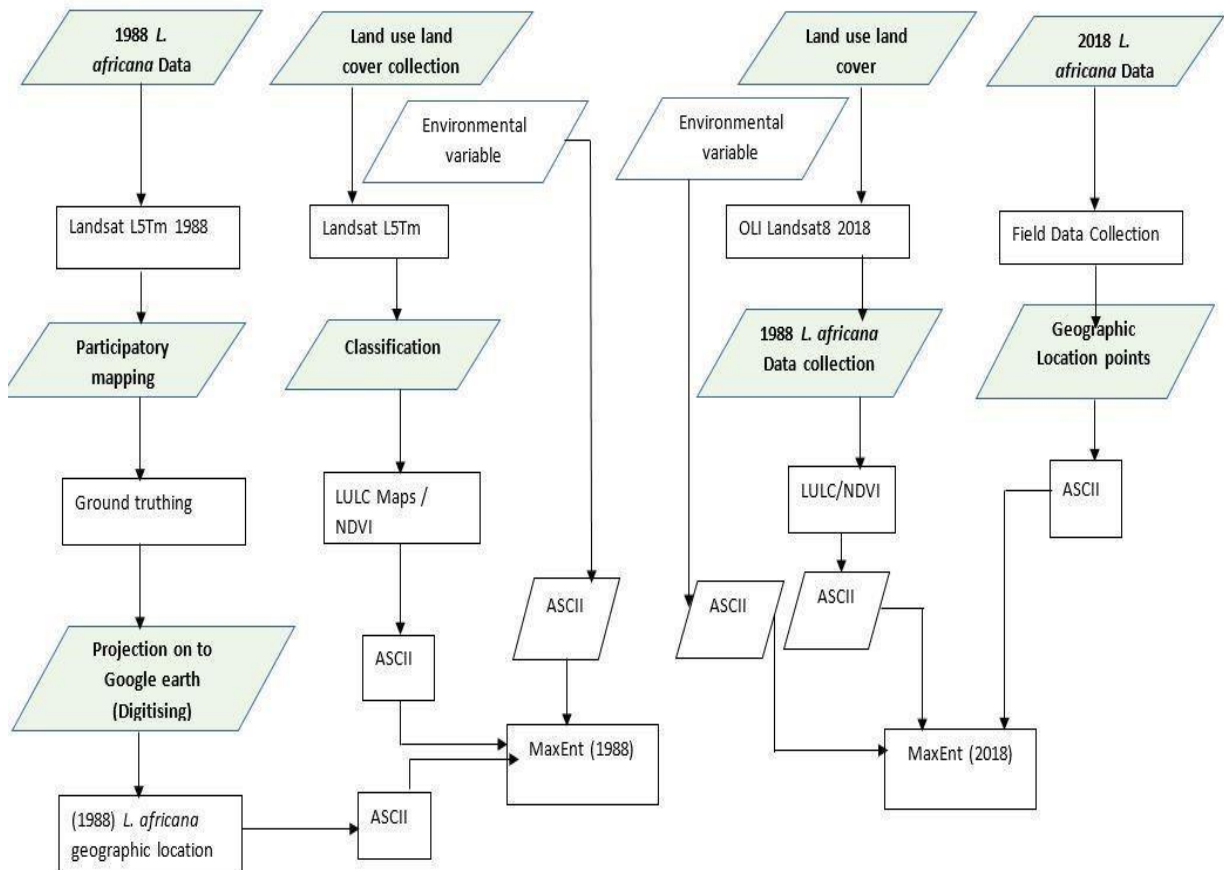 1988 L.
africana Data
Land use land
cover collection
Land use land
cover
2018 L.
africana Data
Environmental
variable
Environmental
variable
Landsat L5Tm 1988
Landsat L5Tm
OLI Landsat8 2018
Field Data Collection
Participatory
mapping
Classification
1988 L. africana
Data collection
Geographic
Location points
Ground truthing
LULC Maps /
NDVI
LULC/NDVI
ASCII
ASCII
ASCII
ASCII
Projection on to
Google earth
(Digitising)
ASCII
MaxEnt (1988)
MaxEnt (2018)
(1988) L. africana
geographic location
ASCII